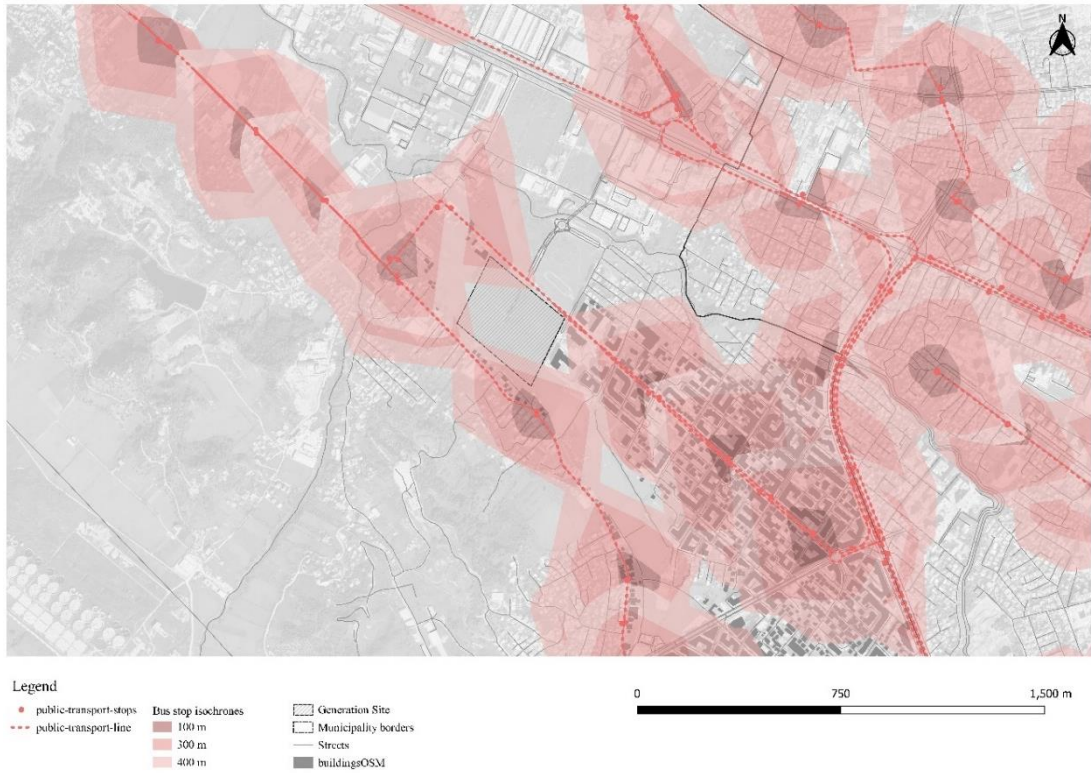 N
Legend
public-transport-stops
public-transport-line
Bus stop isochrones
100 m
300 m
400 m
Generation Site
Municipality borders
Streets
buildingsOSM
0 750 1,500 m